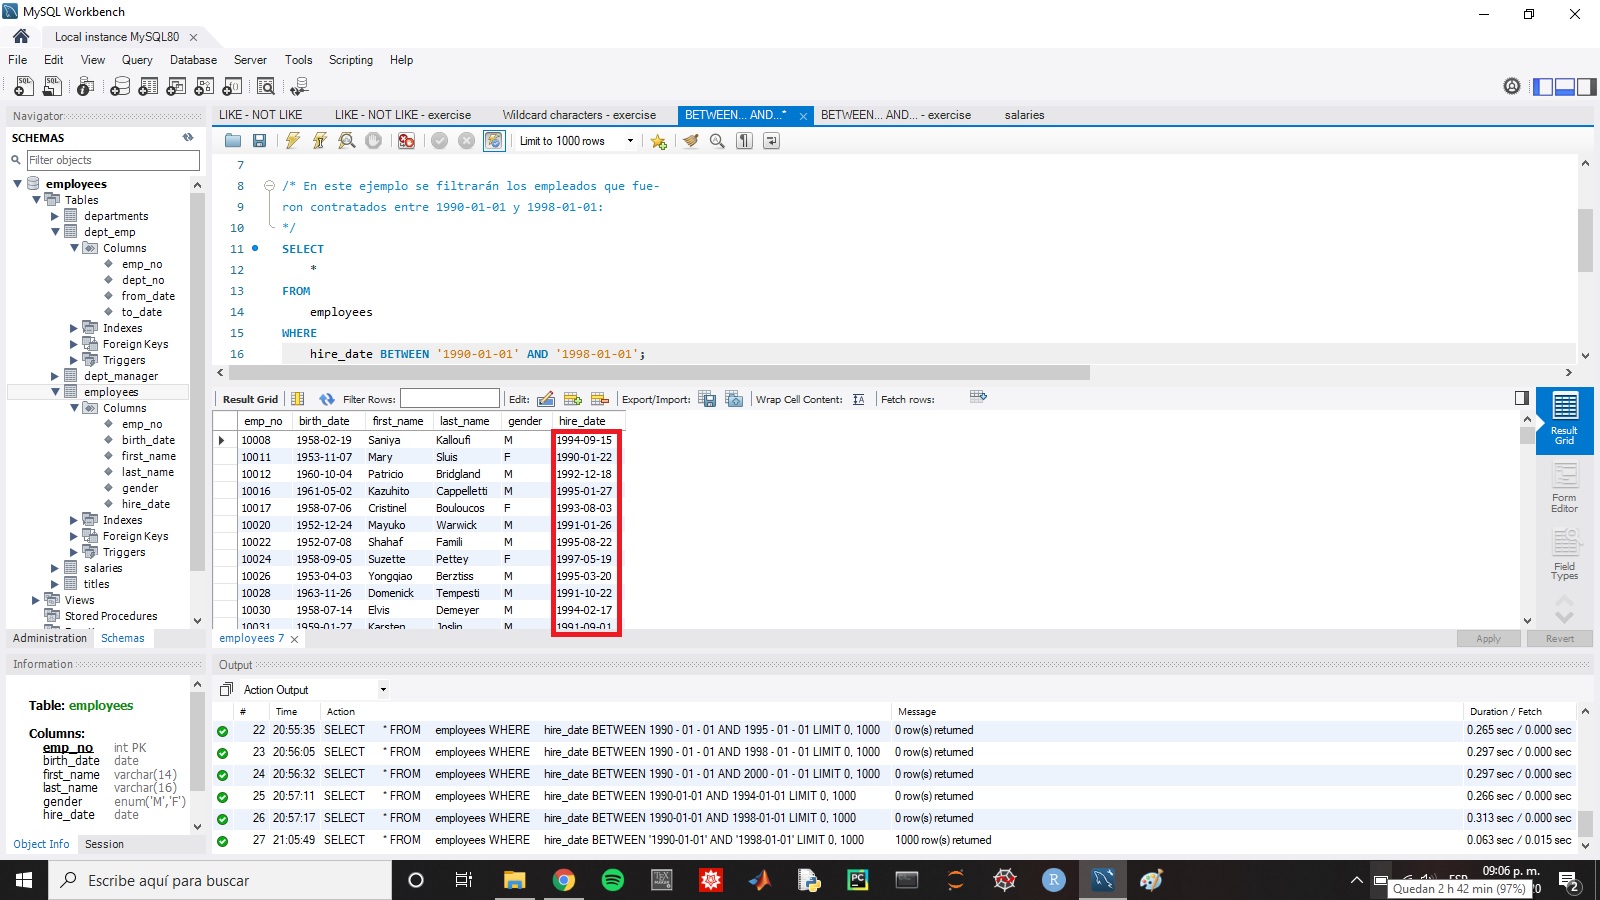 MySQL Workbench
Local instance MySQL80
File Edit View Query Database Server Tools Scripting Help
Navigator
SCHEMAS
Filter objects
employees
Tables
departments
dept_emp
Columns
emp_no
dept_no
from_date
to_date
Indexes
Foreign Keys
Triggers
dept_manager
employees
Columns
emp_no
birth_date
first_name
last_name
gender
hire_date
Indexes
Foreign Keys
Triggers
salaries
titles
Views
Stored Procedures
Administration Schemas
Information
Table: employees
Columns:
emp_no int PK
birth_date date
first_name varchar(14)
last_name varchar(16)
gender enum('M','F')
hire_date date
Object Info Session
LIKE - NOT LIKE LIKE - NOT LIKE - exercise Wildcard characters - exercise BETWEEN... AND...* BETWEEN... AND... - exercise salaries
Limit to 1000 rows
7
8 /* En este ejemplo se filtrarán los empleados que fue-
9 ron contratados entre 1990-01-01 y 1998-01-01:
10 */
11 SELECT
12 *
13 FROM
14 employees
15 WHERE
16 hire_date BETWEEN '1990-01-01' AND '1998-01-01';
Result Grid Filter Rows: Edit: Export/Import: Wrap Cell Content: Fetch rows:
emp_no birth_date first_name last_name gender hire_date
10008 1958-02-19 Saniya Kalloufi M 1994-09-15
10011 1953-11-07 Mary Sluis F 1990-01-22
10012 1960-10-04 Patricio Bridgland M 1992-12-18
10016 1961-05-02 Kazuhito Cappelletti M 1995-01-27
10017 1958-07-06 Cristinel Bouloucos F 1993-08-03
10020 1952-12-24 Mayuko Warwick M 1991-01-26
10022 1952-07-08 Shahaf Famili M 1995-08-22
10024 1958-09-05 Suzette Pettey F 1997-05-19
10026 1953-04-03 Yongqiao Berztiss M 1995-03-20
10028 1963-11-26 Domenick Tempesti M 1991-10-22
10030 1958-07-14 Elvis Demeyer M 1994-02-17
10031 1959-01-27 Karsten Joslin M 1991-09-01
Result
Grid
Form
Editor
Field
Types
employees 7
Apply Revert
Output
Action Output
# Time Action Message Duration / Fetch
22 20:55:35 SELECT * FROM employees WHERE hire_date BETWEEN 1990 - 01 - 01 AND 1995 - 01 - 01 LIMIT 0, 1000 0 row(s) returned 0.265 sec / 0.000 sec
23 20:56:05 SELECT * FROM employees WHERE hire_date BETWEEN 1990 - 01 - 01 AND 1998 - 01 - 01 LIMIT 0, 1000 0 row(s) returned 0.297 sec / 0.000 sec
24 20:56:32 SELECT * FROM employees WHERE hire_date BETWEEN 1990 - 01 - 01 AND 2000 - 01 - 01 LIMIT 0, 1000 0 row(s) returned 0.297 sec / 0.000 sec
25 20:57:11 SELECT * FROM employees WHERE hire_date BETWEEN 1990-01-01 AND 1994-01-01 LIMIT 0, 1000 0 row(s) returned 0.266 sec / 0.000 sec
26 20:57:17 SELECT * FROM employees WHERE hire_date BETWEEN 1990-01-01 AND 1998-01-01 LIMIT 0, 1000 0 row(s) returned 0.313 sec / 0.000 sec
27 21:05:49 SELECT * FROM employees WHERE hire_date BETWEEN '1990-01-01' AND '1998-01-01' LIMIT 0, 1000 1000 row(s) returned 0.063 sec / 0.015 sec
Escribe aquí para buscar
09:06 p. m.
Quedan 2 h 42 min (97%)
2